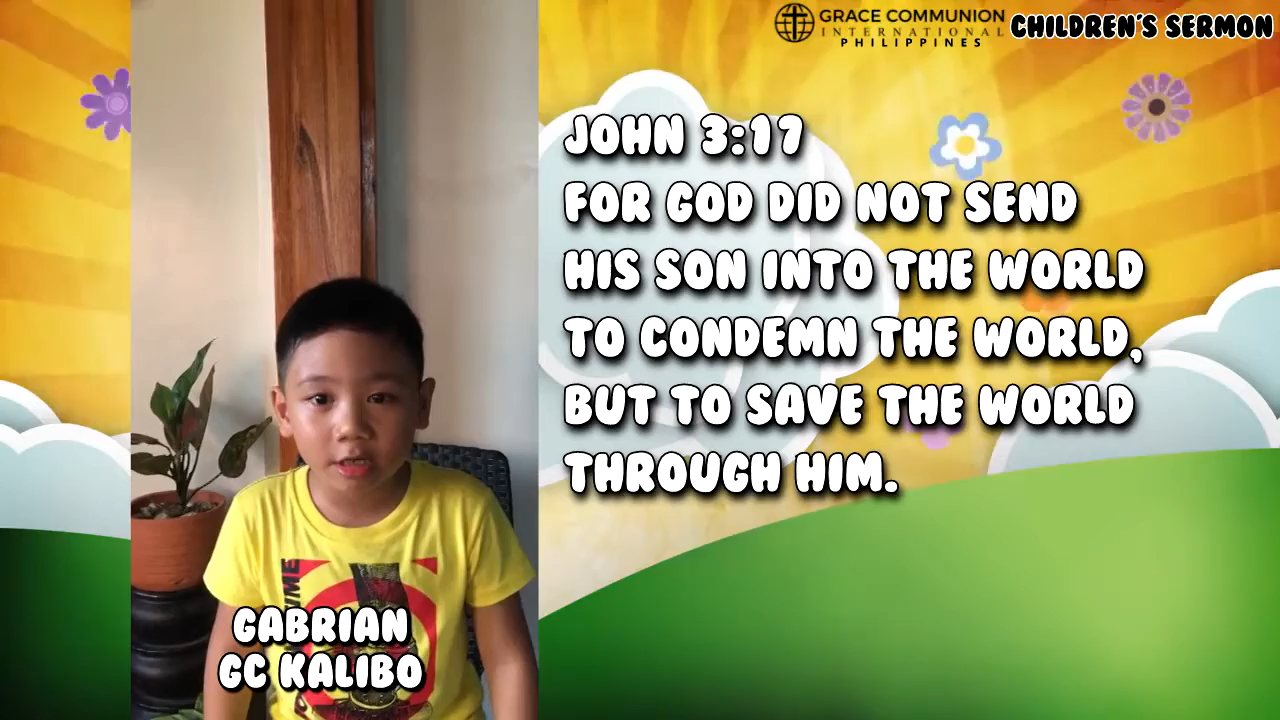 GRACE COMMUNION
INTERNATIONAL
PHILIPPINES
CHILDREN'S SERMON
JOHN 3:17
FOR GOD DID NOT SEND
HIS SON INTO THE WORLD
TO CONDEMN THE WORLD,
BUT TO SAVE THE WORLD
THROUGH HIM.
GABRIAN
GC KALIBO